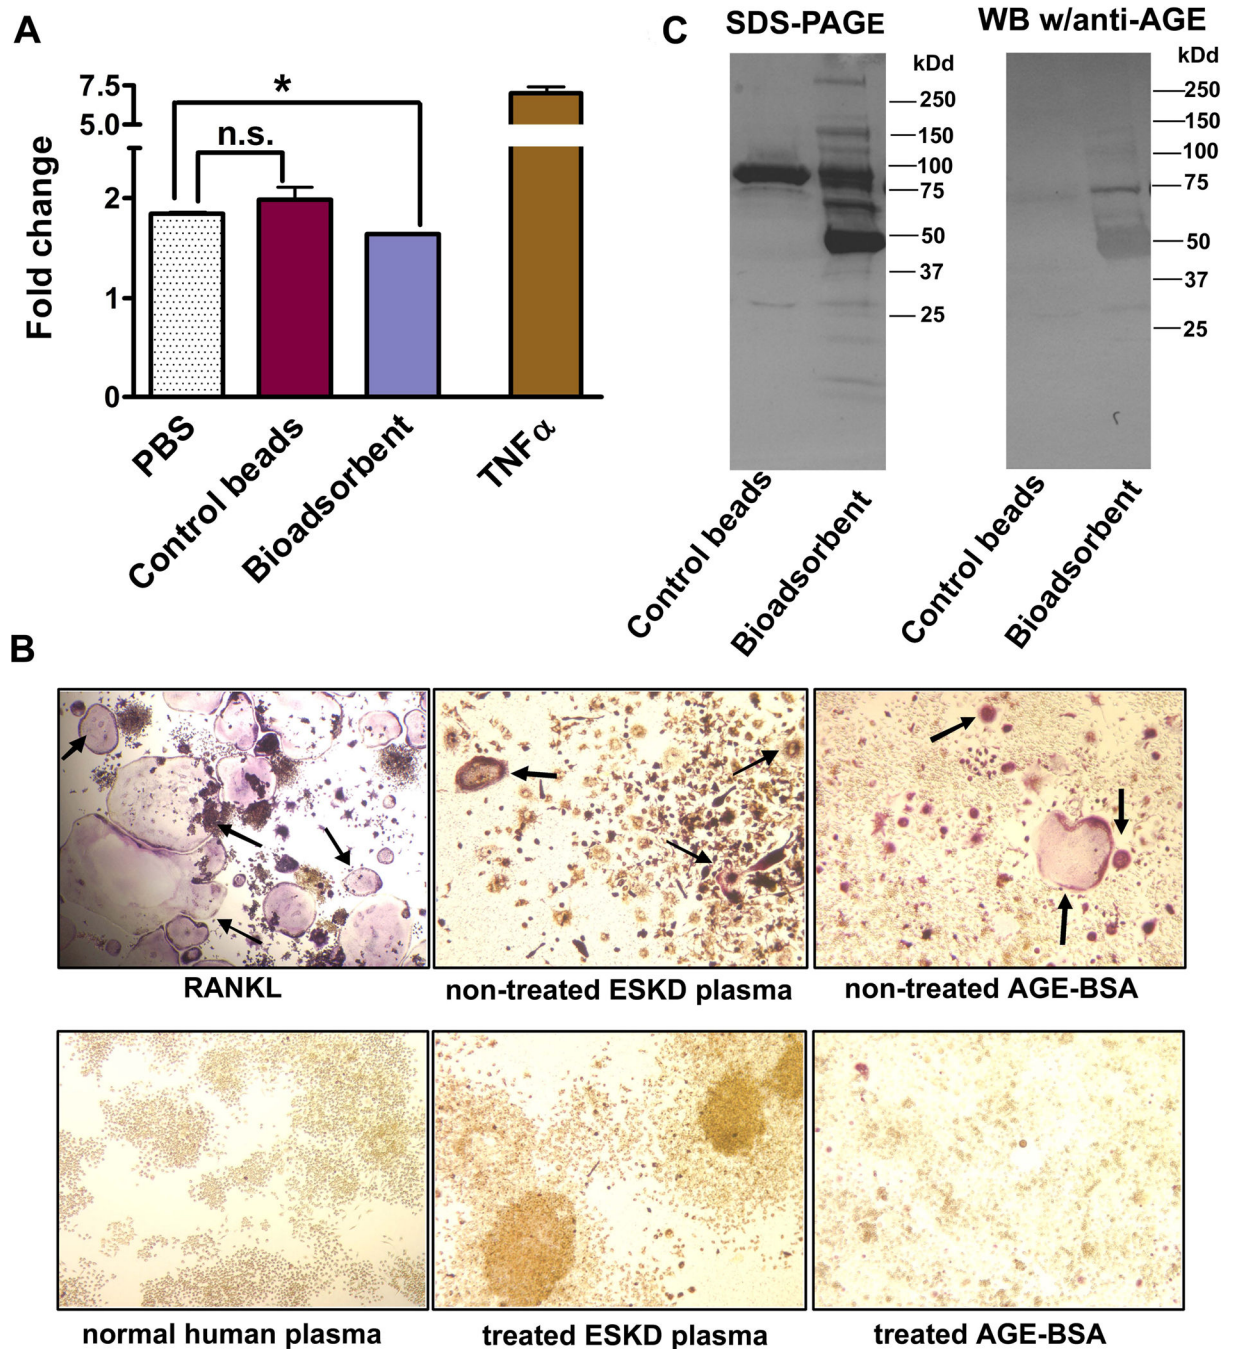 A
Fold change
7.5
5.0
2
1
0
*
n.s.
PBS
Control beads
Bioadsorbent
TNFα
C
SDS-PAGE
WB w/anti-AGE
kDd
250
150
100
75
50
37
25
Control beads
Bioadsorbent
kDd
250
150
100
75
50
37
25
Control beads
Bioadsorbent
B
RANKL
non-treated ESKD plasma
non-treated AGE-BSA
normal human plasma
treated ESKD plasma
treated AGE-BSA